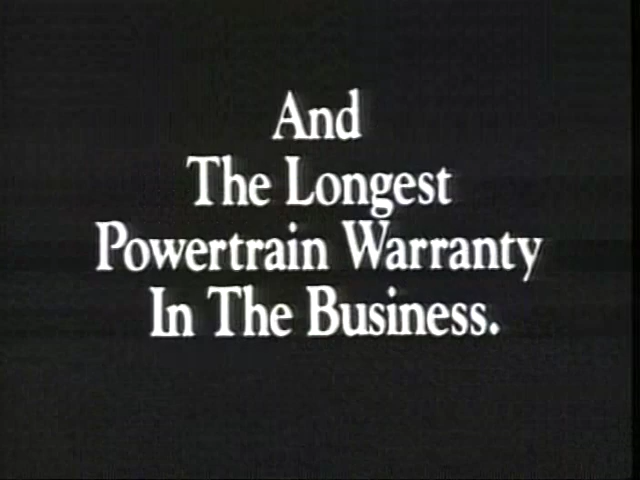 And
The Longest
Powertrain Warranty
In The Business.